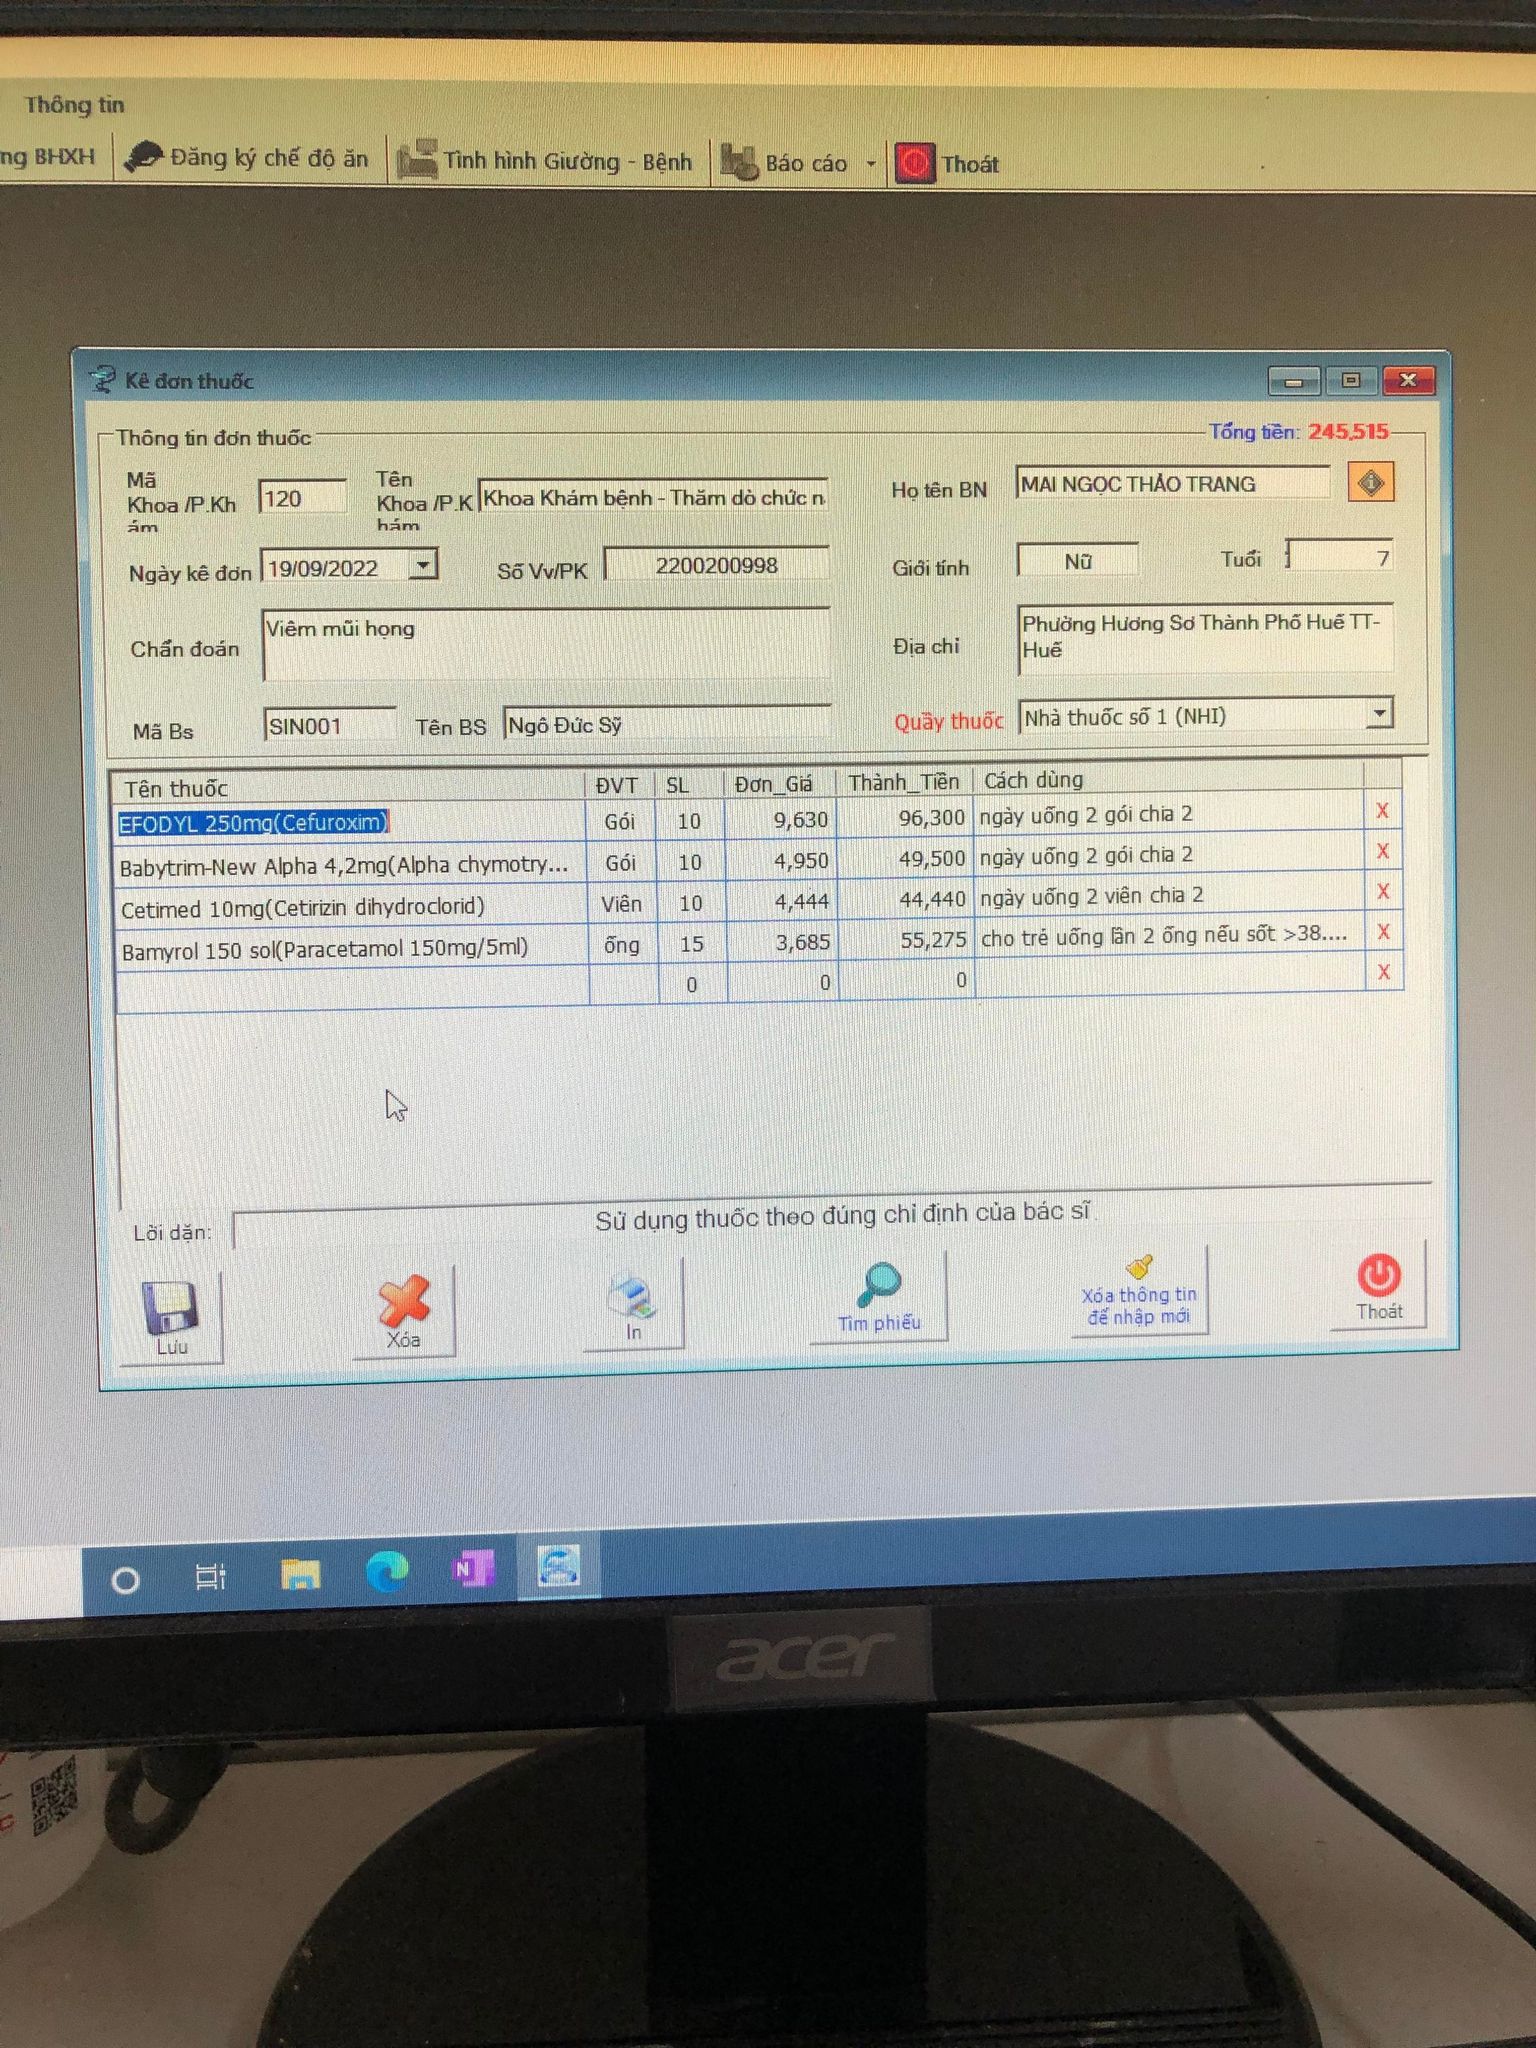 Thông tin
ng BHXH Đăng ký chế độ ăn Tình hình Giường - Bệnh Báo cáo Thoát
Kê đơn thuốc
Thông tin đơn thuốc Tổng tiền: 245,515
Mã Khoa /P.Kh ám 120 Tên Khoa /P.K hám Khoa Khám bệnh - Thăm dò chức n Họ tên BN MAI NGỌC THẢO TRANG
Ngày kê đơn 19/09/2022 Số Vv/PK 2200200998 Giới tính Nữ Tuổi 7
Chẩn đoán Viêm mũi họng Địa chỉ Phường Hương Sơ Thành Phố Huế TT-
Huế
Mã Bs SIN001 Tên BS Ngô Đức Sỹ Quầy thuốc Nhà thuốc số 1 (NHI)
Tên thuốc ĐVT SL Đơn_Giá Thành_Tiền Cách dùng
EFODYL 250mg(Cefuroxim) Gói 10 9,630 96,300 ngày uống 2 gói chia 2 X
Babytrim-New Alpha 4,2mg(Alpha chymotry... Gói 10 4,950 49,500 ngày uống 2 gói chia 2 X
Cetimed 10mg(Cetirizin dihydroclorid) Viên 10 4,444 44,440 ngày uống 2 viên chia 2 X
Bamyrol 150 sol(Paracetamol 150mg/5ml) ống 15 3,685 55,275 cho trẻ uống lần 2 ống nếu sốt >38.... X
0 0 0 X
Lời dặn: Sử dụng thuốc theo đúng chỉ định của bác sĩ
Lưu Xóa In Tìm phiếu Xóa thông tin
để nhập mới Thoát
N
acer